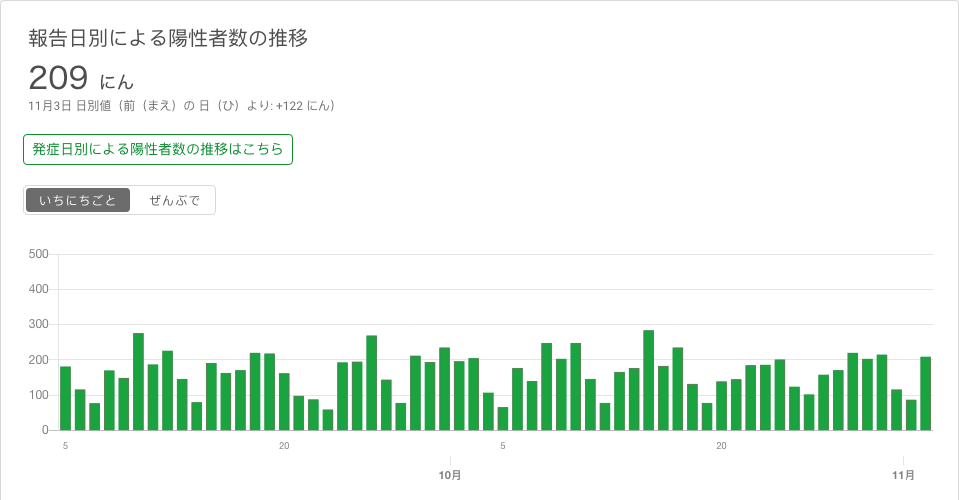 報告日別による陽性者数の推移
209 にん
11月3日 日別値（前（まえ）の 日（ひ）より: +122 にん）
発症日別による陽性者数の推移はこちら
いちにちごと ぜんぶで
500
400
300
200
100
0
5 20 5 20
10月 11月